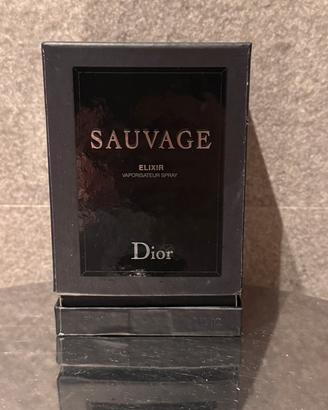 SAUVAGE
ELIXIR
VAPORISATEUR SPRAY
Dior